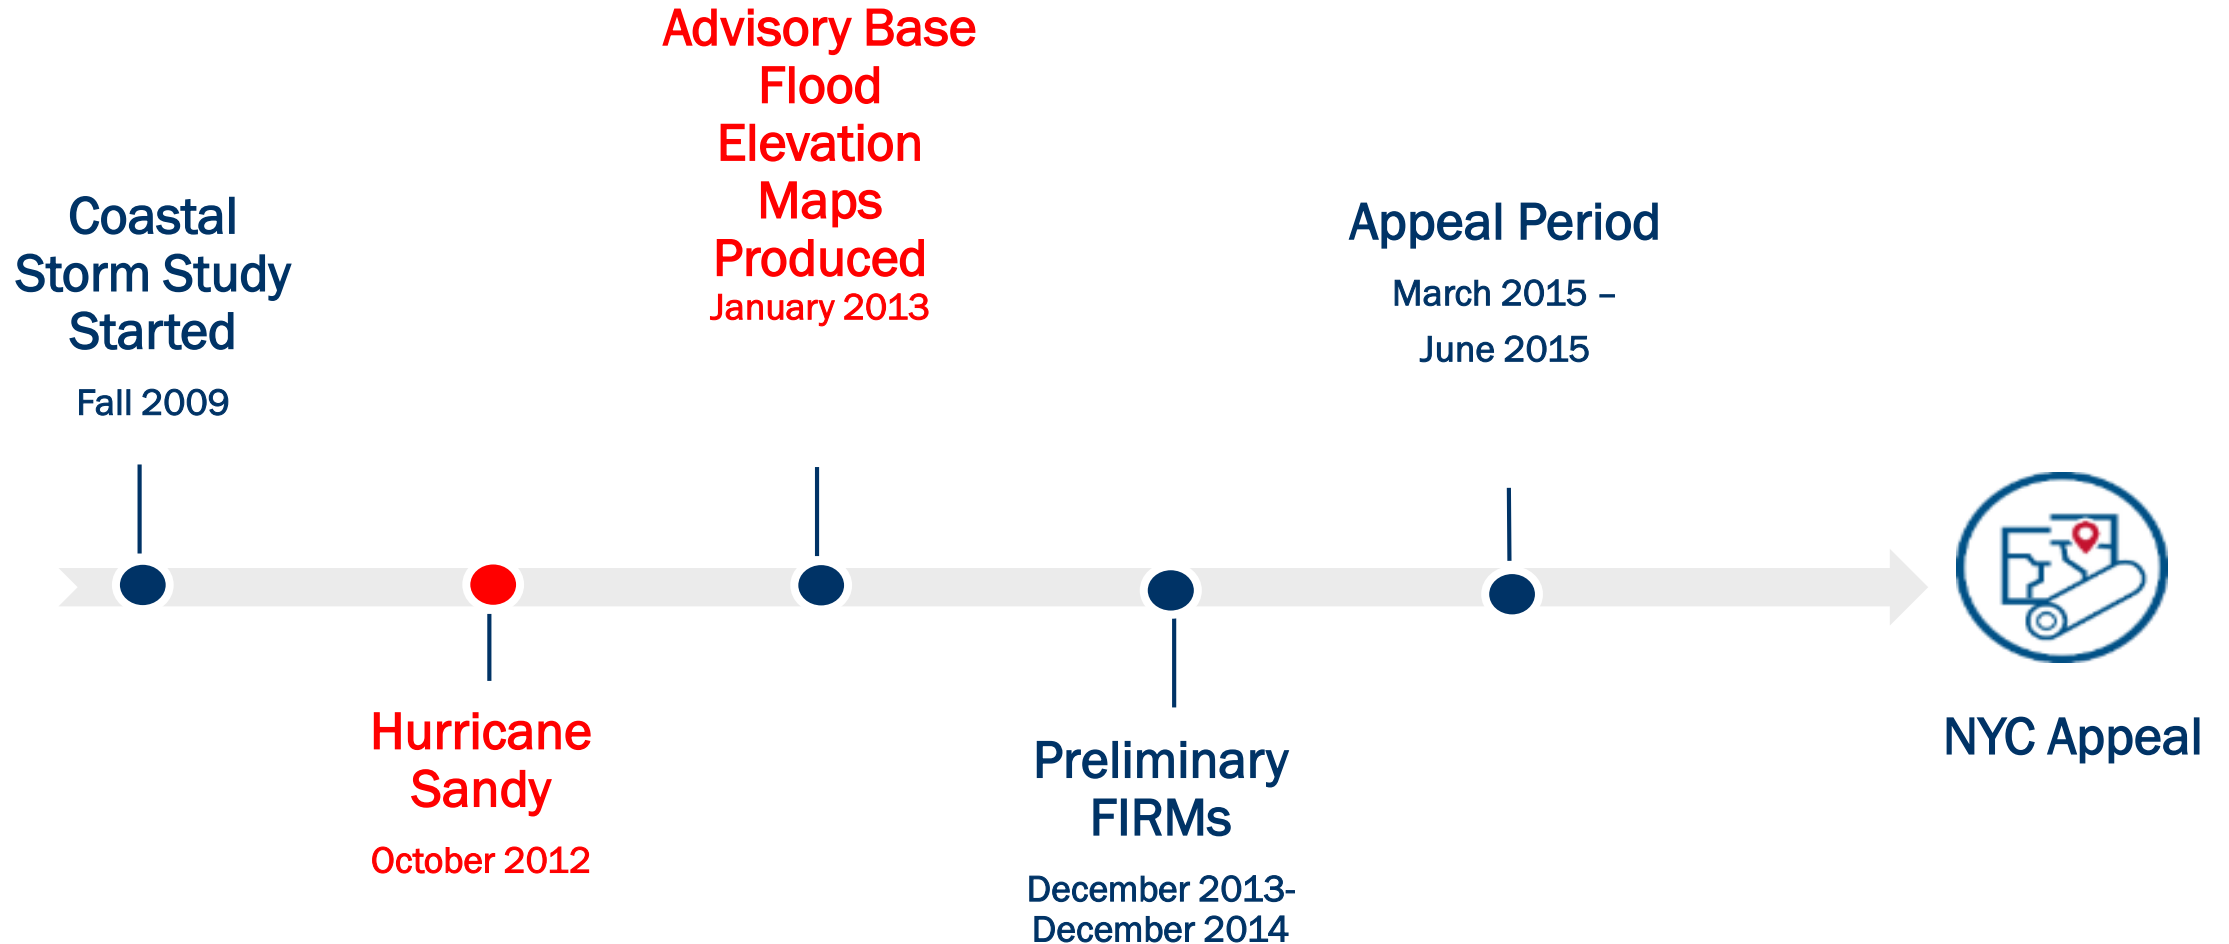 Coastal
Storm Study
Started
Fall 2009
Hurricane
Sandy
October 2012
Advisory Base
Flood
Elevation
Maps
Produced
January 2013
Preliminary
FIRMs
December 2013-
December 2014
Appeal Period
March 2015 –
June 2015
NYC Appeal